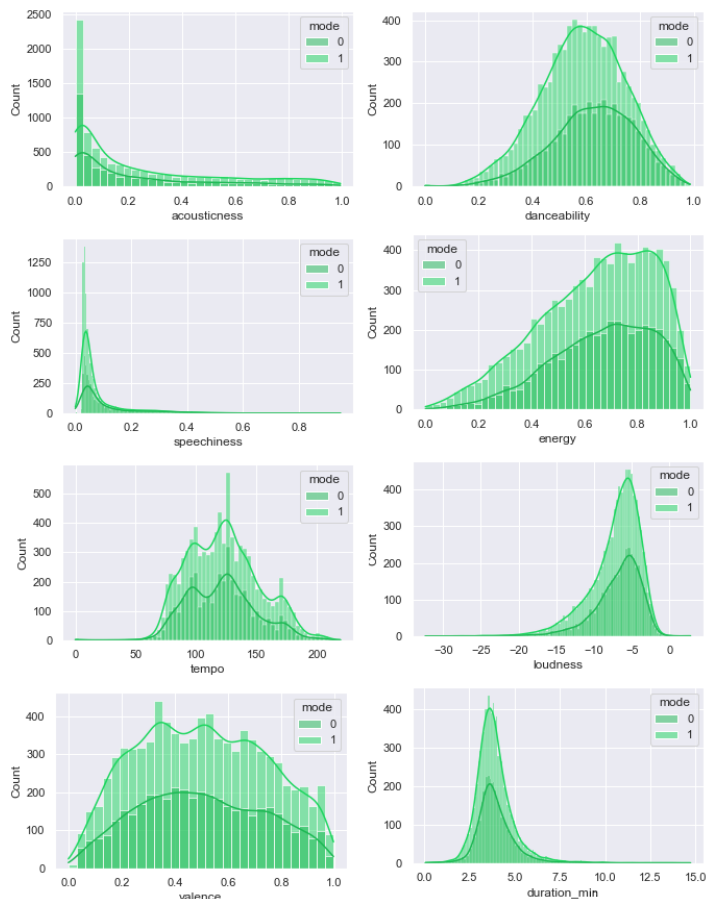 2500
2000
1500
1000
500
0
Count
0.0 0.2 0.4 0.6 0.8 1.0
acousticness
mode
0
1
400
300
200
100
0
Count
0.0 0.2 0.4 0.6 0.8 1.0
danceability
mode
0
1
1250
1000
750
500
250
0
Count
0.0 0.2 0.4 0.6 0.8
speechiness
mode
0
1
400
300
200
100
0
Count
0.0 0.2 0.4 0.6 0.8 1.0
energy
mode
0
1
500
400
300
200
100
0
Count
0 50 100 150 200
tempo
mode
0
1
400
300
200
100
0
Count
−30 −25 −20 −15 −10 −5 0
loudness
mode
0
1
400
300
200
100
0
Count
0.0 0.2 0.4 0.6 0.8 1.0
valence
mode
0
1
400
300
200
100
0
Count
0.0 2.5 5.0 7.5 10.0 12.5 15.0
duration_min
mode
0
1